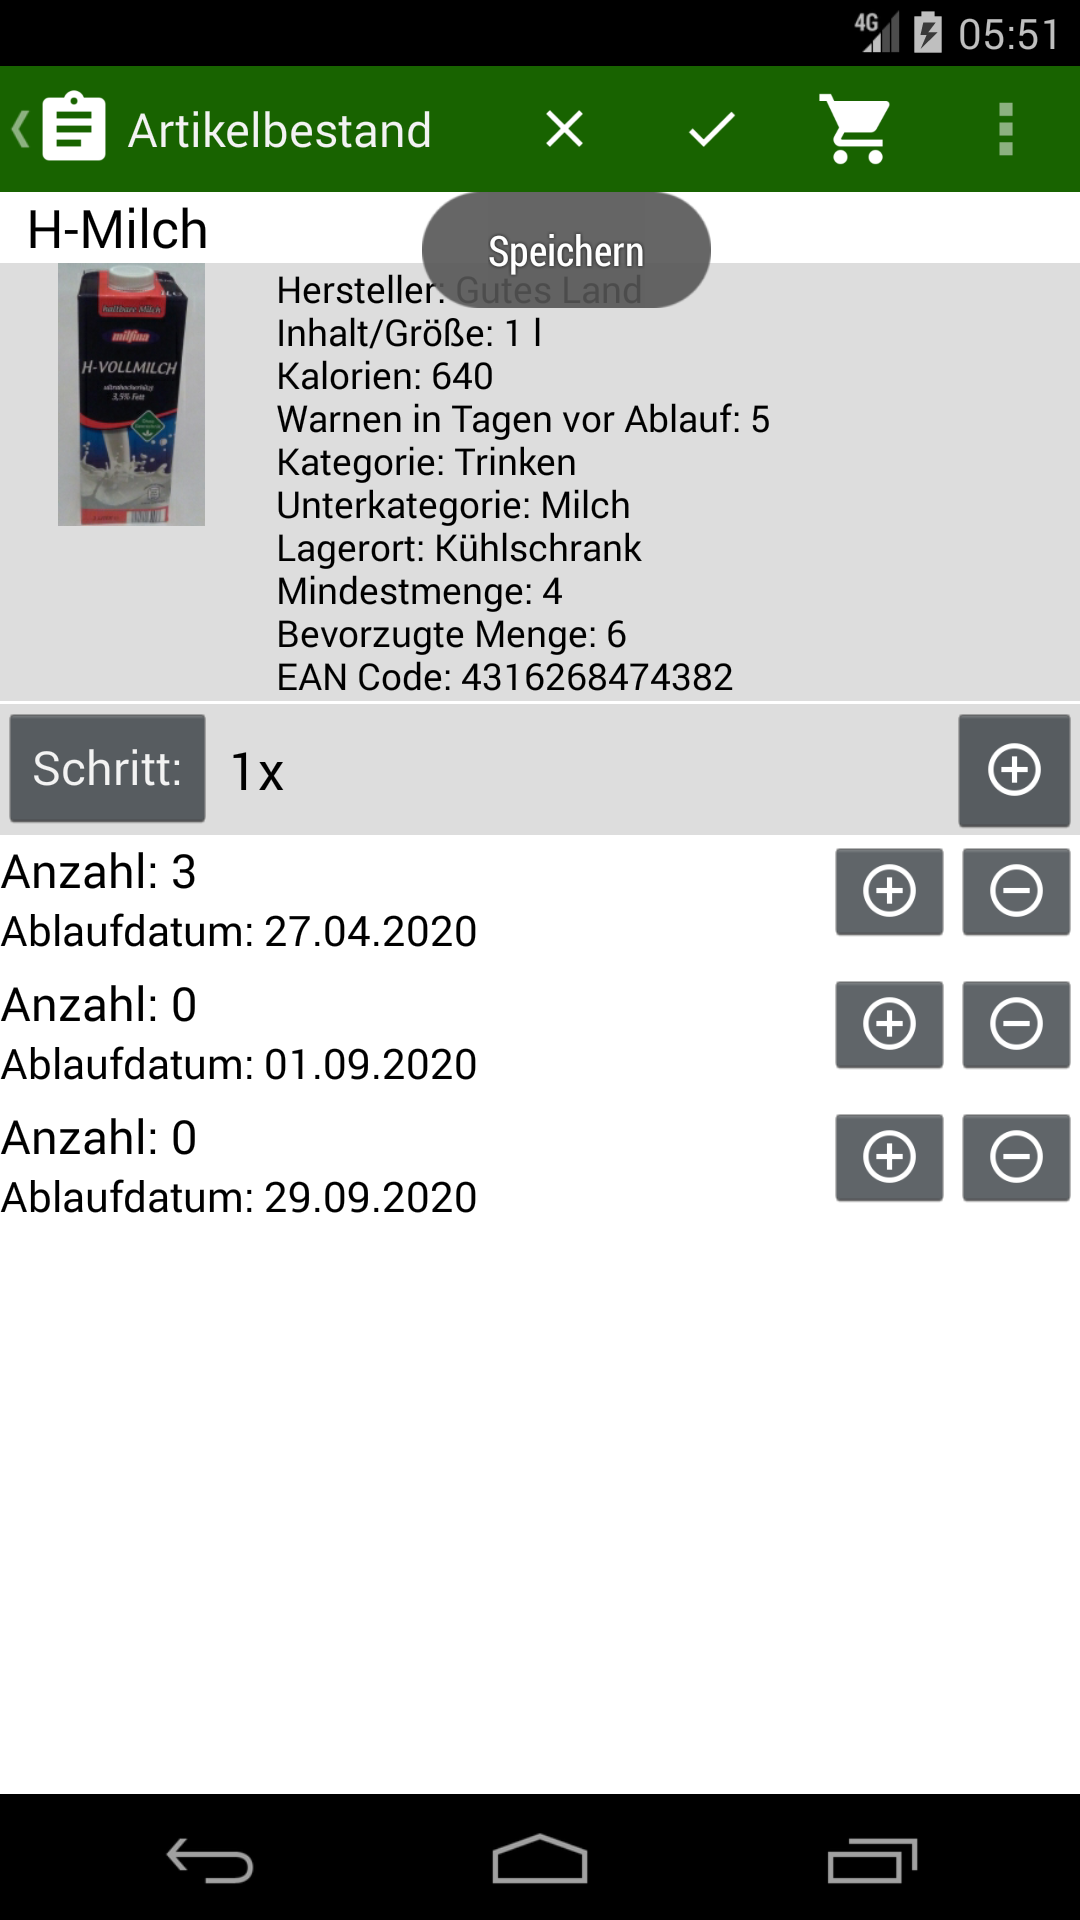 4G 05:51
Artikelbestand
Speichern
H-Milch
haltbare Milch
milfina
H-VOLLMILCH
3,5% Fett
Hersteller: Gutes Land
Inhalt/Größe: 1 l
Kalorien: 640
Warnen in Tagen vor Ablauf: 5
Kategorie: Trinken
Unterkategorie: Milch
Lagerort: Kühlschrank
Mindestmenge: 4
Bevorzugte Menge: 6
EAN Code: 4316268474382
Schritt: 1x
Anzahl: 3
Ablaufdatum: 27.04.2020
Anzahl: 0
Ablaufdatum: 01.09.2020
Anzahl: 0
Ablaufdatum: 29.09.2020